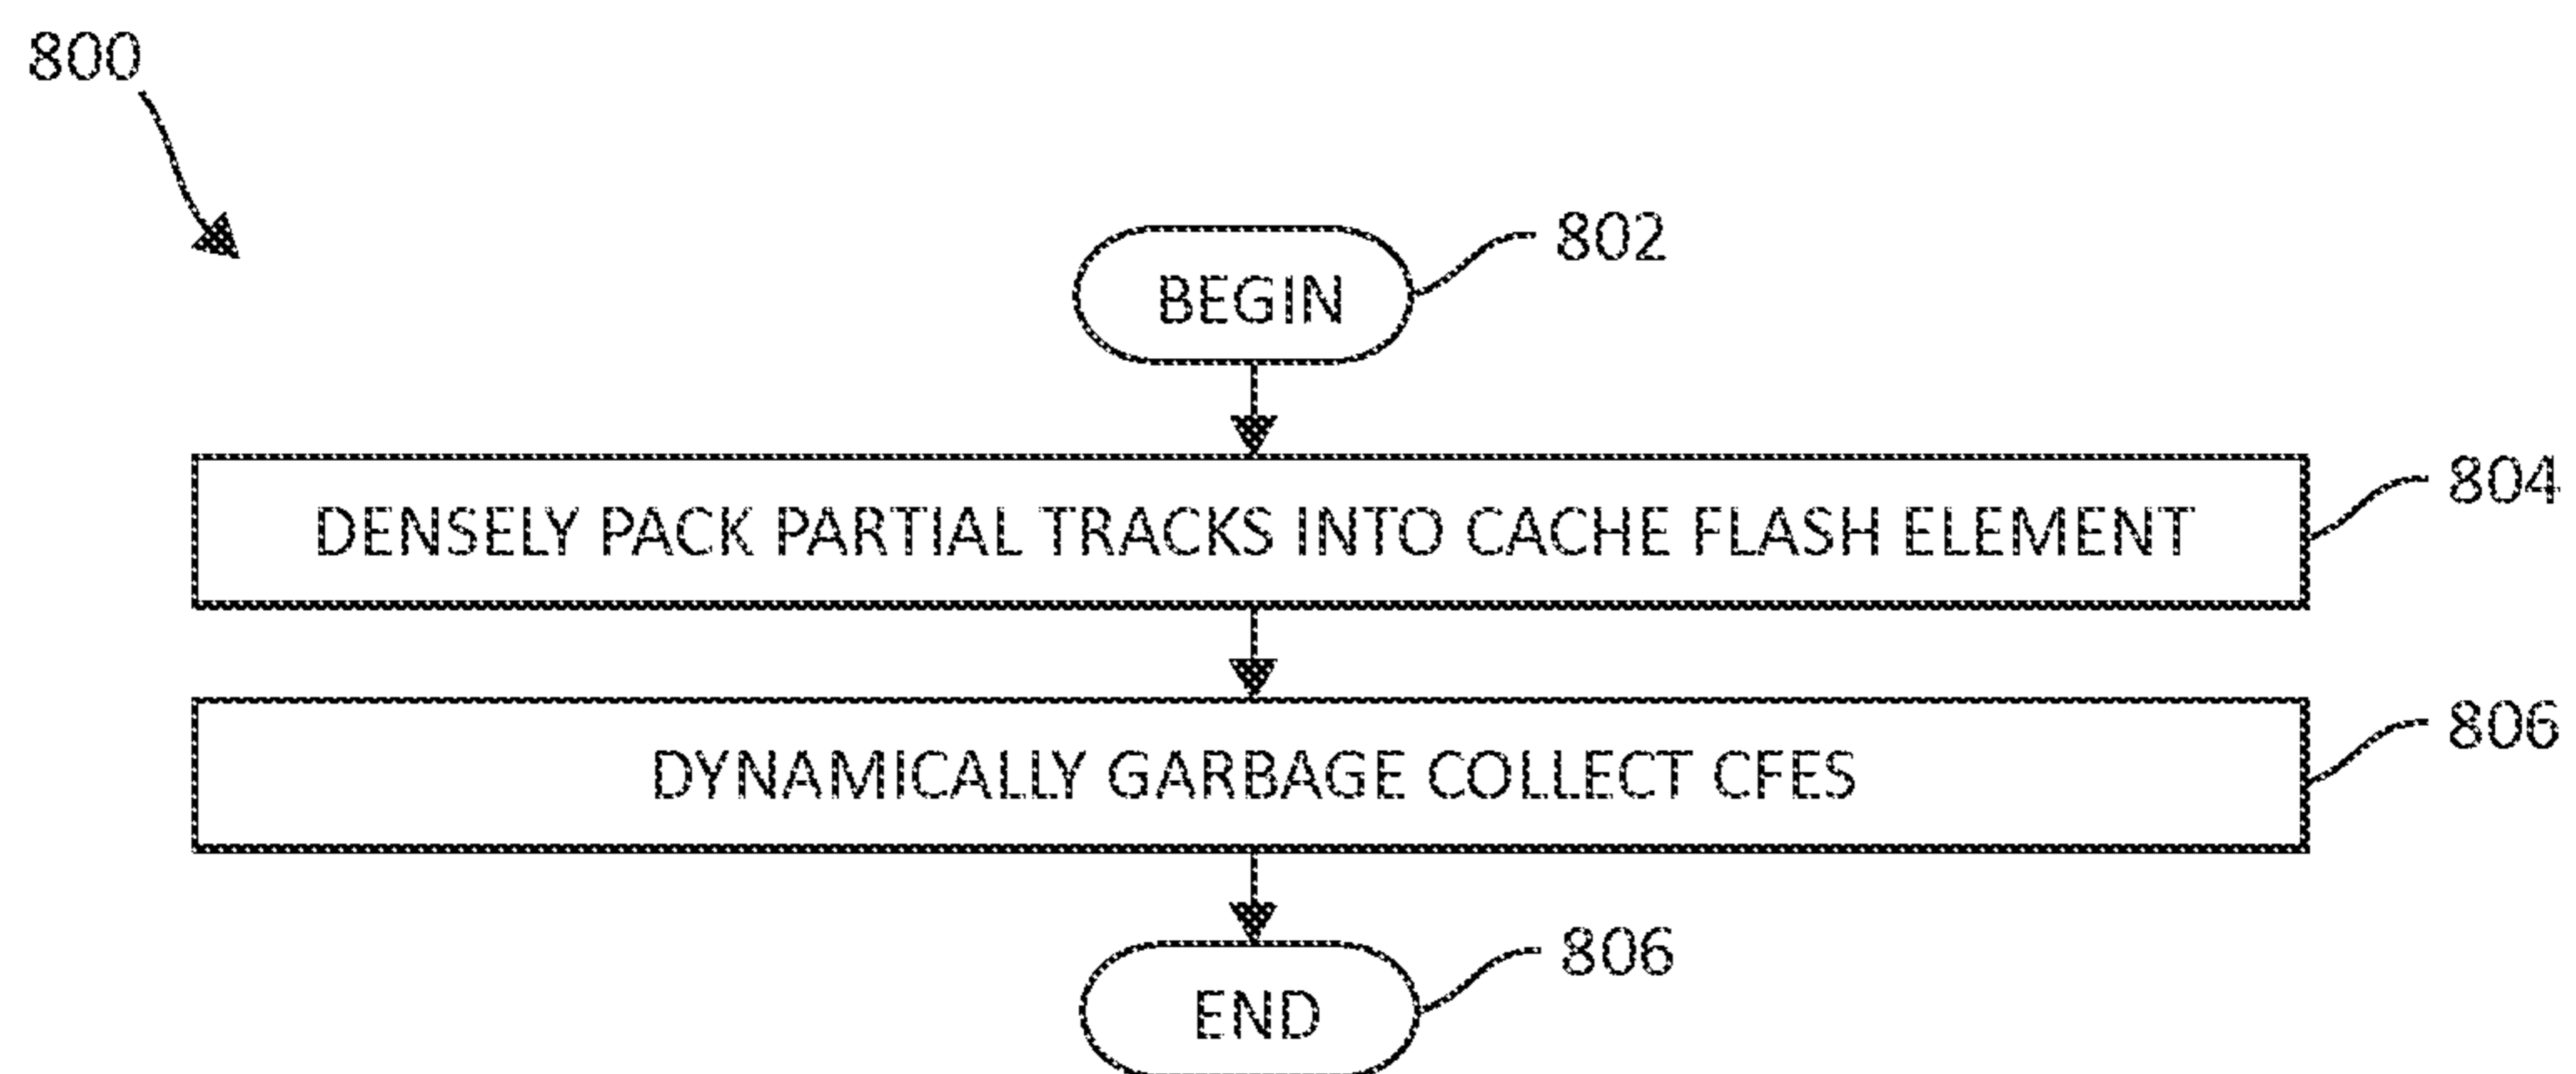 800
802
BEGIN
804
DENSELY PACK PARTIAL TRACKS INTO CACHE FLASH ELEMENT
806
DYNAMICALLY GARBAGE COLLECT CFES
806
END